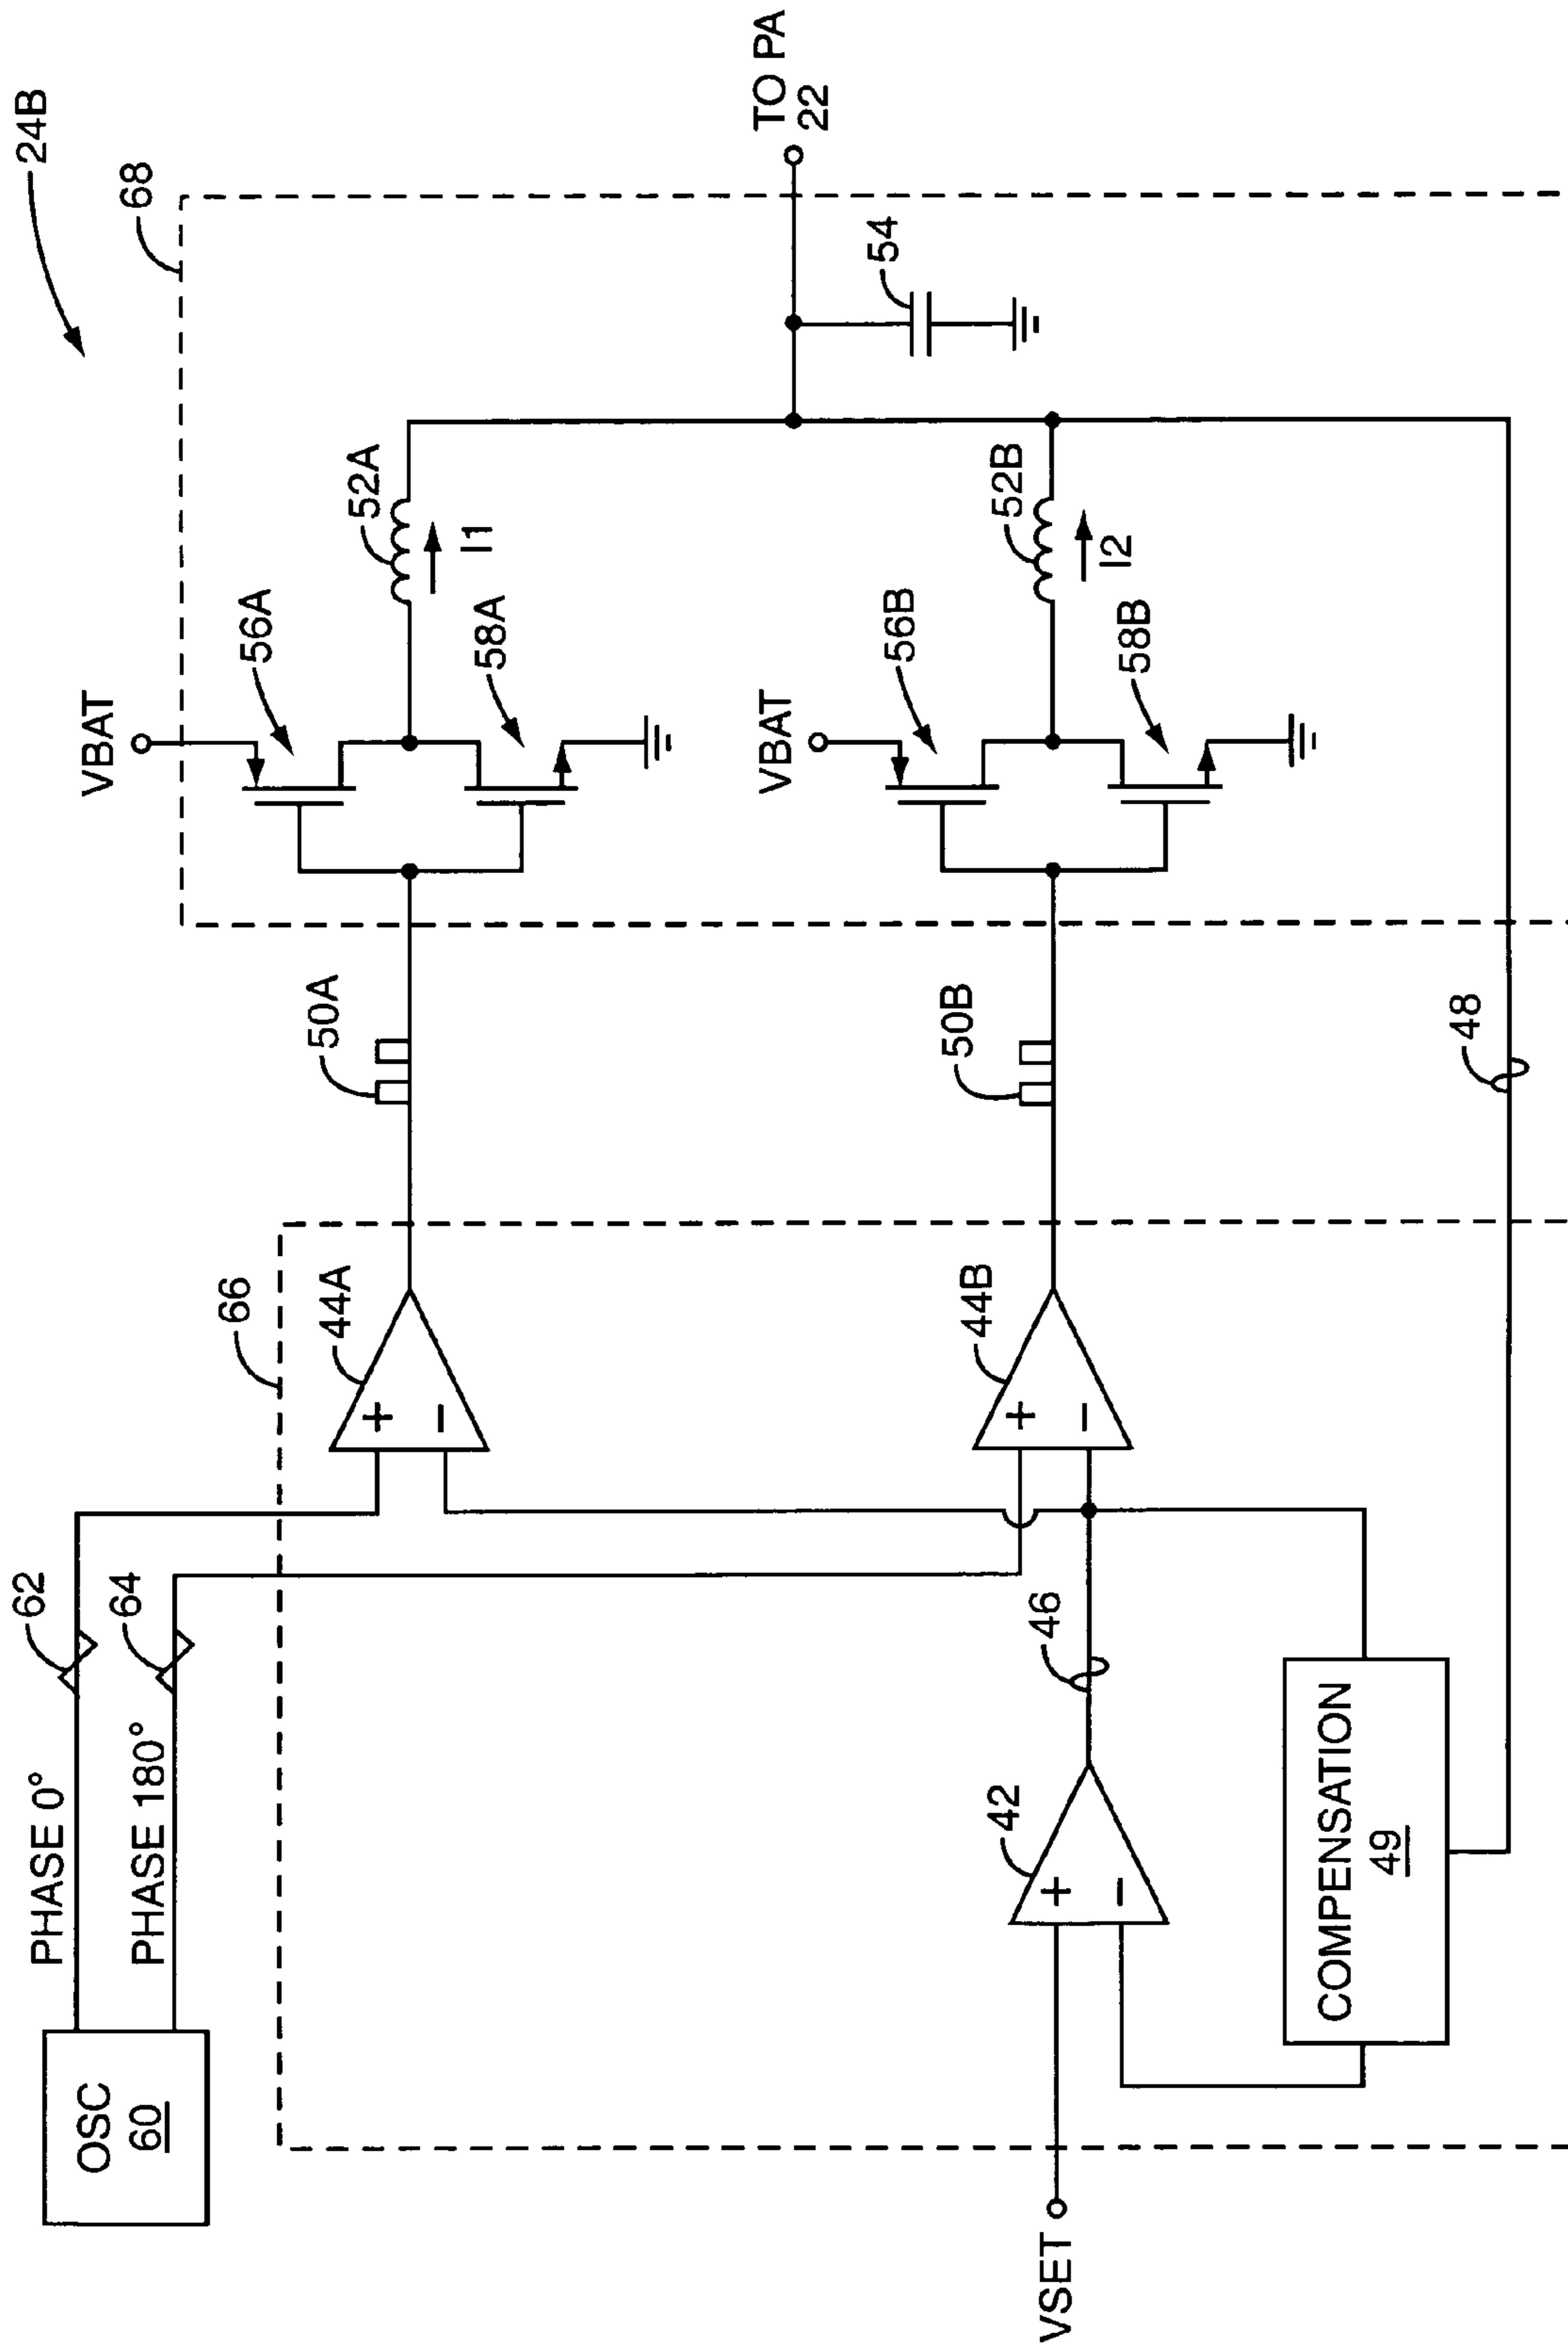 24B
68
TO PA
22
VBAT
56A
52A
I1
58A
54
50A
66
44A
+
−
62
64
PHASE 0°
PHASE 180°
OSC
60
VBAT
56B
52B
I2
58B
50B
44B
+
−
46
42
+
−
VSET
48
COMPENSATION
49